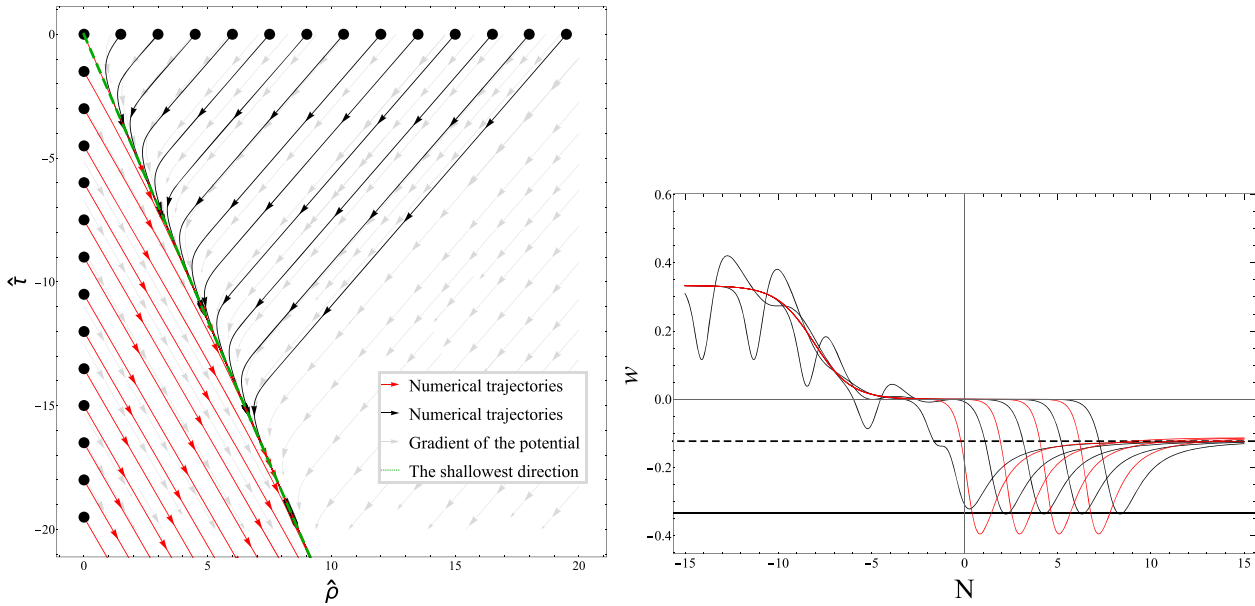 0
-5
-10
-15
-20
τ̂
0
5
10
15
20
ρ̂
Numerical trajectories
Numerical trajectories
Gradient of the potential
The shallowest direction
0.6
0.4
0.2
0.0
-0.2
-0.4
w
-15
-10
-5
0
5
10
15
N